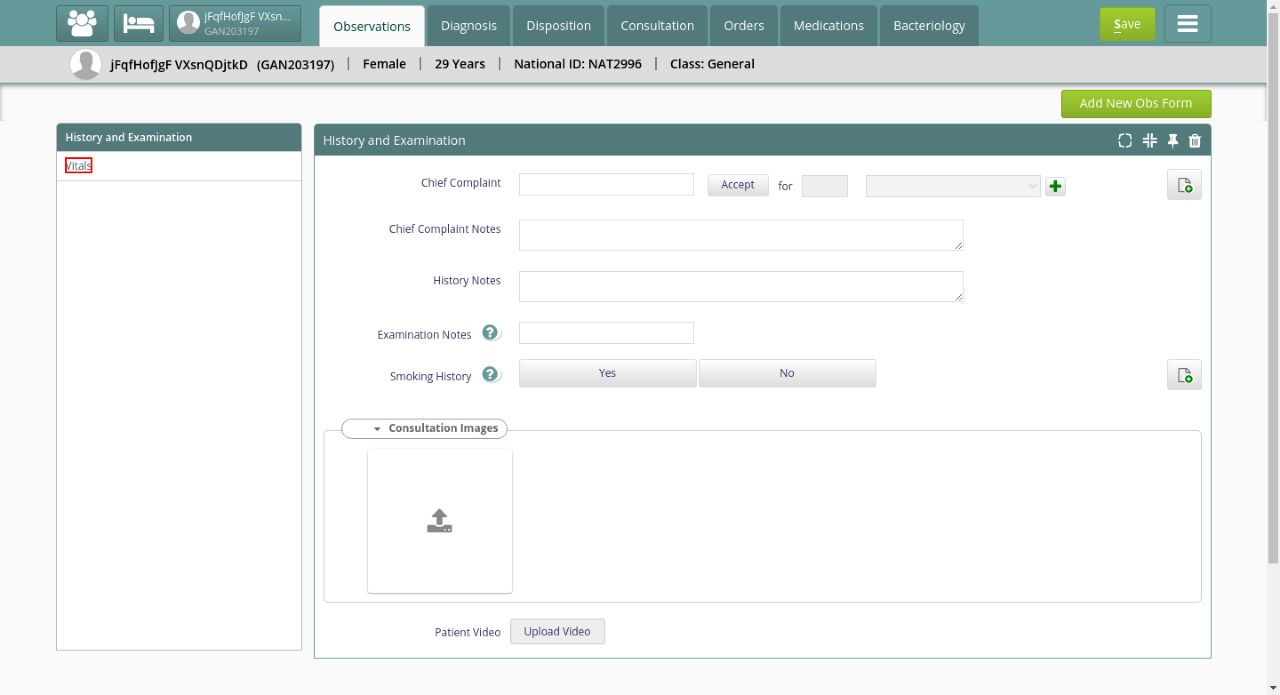 jFqfHofJgF VXsn...
GAN203197
Observations
Diagnosis
Disposition
Consultation
Orders
Medications
Bacteriology
Save
jFqfHofJgF VXsnQDjtkD (GAN203197) | Female | 29 Years | National ID: NAT2996 | Class: General
Add New Obs Form
History and Examination
Vitals
History and Examination
Chief Complaint
Accept
for
Chief Complaint Notes
History Notes
Examination Notes
?
Smoking History
?
Yes
No
Consultation Images
Patient Video
Upload Video